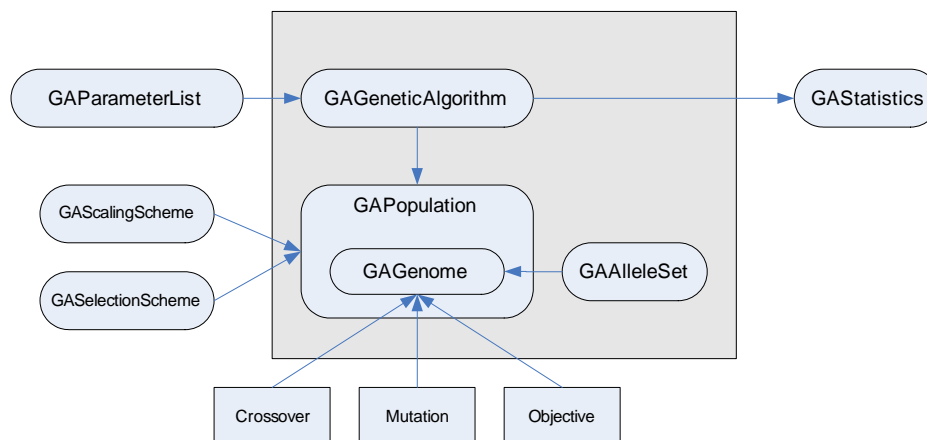 GAParameterList
GAGeneticAlgorithm
GAStatistics
GAPopulation
GAScalingScheme
GAGenome
GAAlleleSet
GASelectionScheme
Crossover
Mutation
Objective